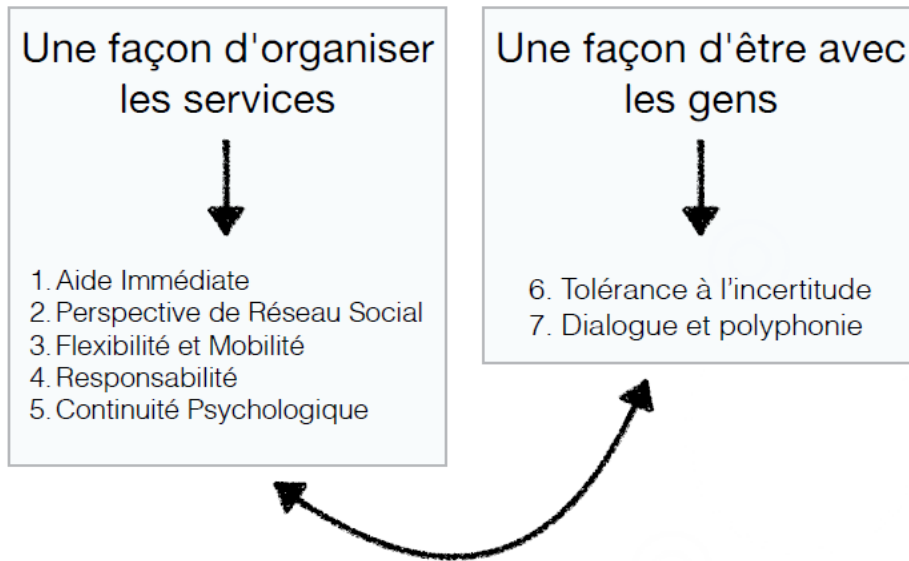 Une façon d'organiser
les services
1. Aide Immédiate
2. Perspective de Réseau Social
3. Flexibilité et Mobilité
4. Responsabilité
5. Continuité Psychologique
Une façon d'être avec
les gens
6. Tolérance à l’incertitude
7. Dialogue et polyphonie